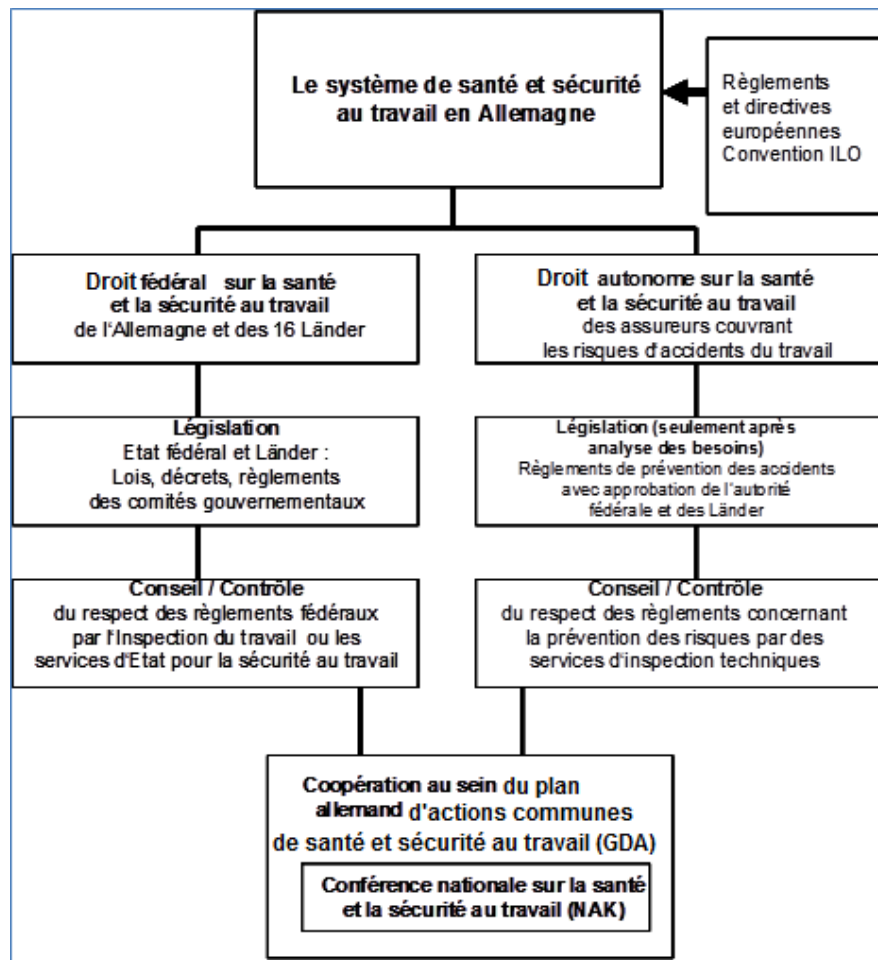 Le système de santé et sécurité
au travail en Allemagne
Règlements
et directives
européennes
Convention ILO
Droit fédéral sur la santé
et la sécurité au travail
de l'Allemagne et des 16 Länder
Droit autonome sur la santé
et la sécurité au travail
des assureurs couvrant
les risques d'accidents du travail
Législation
Etat fédéral et Länder :
Lois, décrets, règlements
des comités gouvernementaux
Législation (seulement après
analyse des besoins)
Règlements de prévention des accidents
avec approbation de l'autorité
fédérale et des Länder
Conseil / Contrôle
du respect des règlements fédéraux
par l'Inspection du travail ou les
services d'Etat pour la sécurité au travail
Conseil / Contrôle
du respect des règlements concernant
la prévention des risques par des
services d'inspection techniques
Coopération au sein du plan
allemand d'actions communes
de santé et sécurité au travail (GDA)
Conférence nationale sur la santé
et la sécurité au travail (NAK)